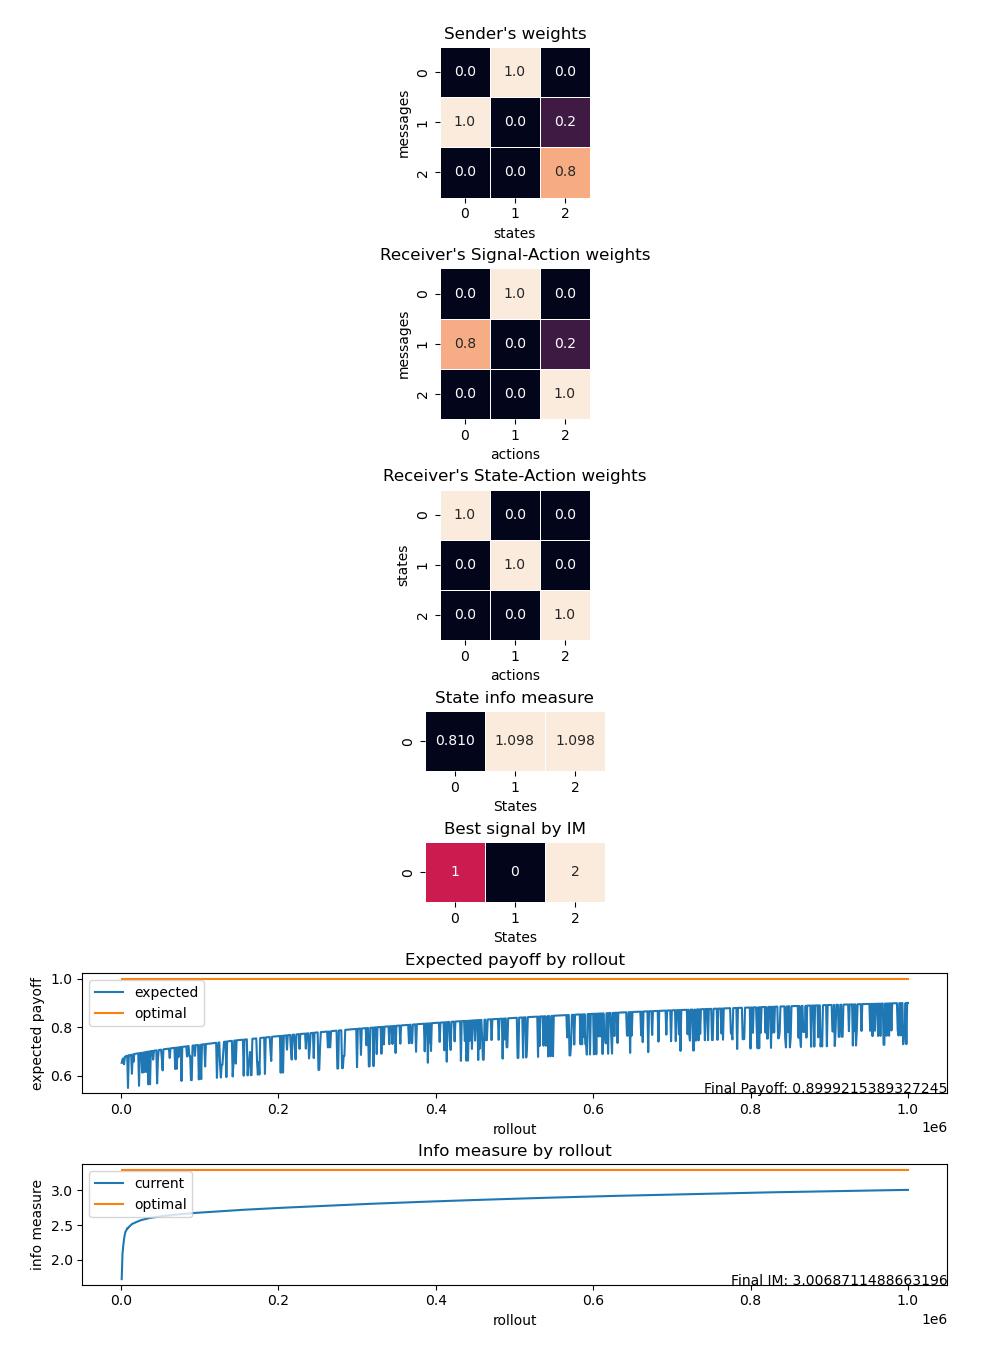 Sender's weights
messages
0
0.0 1.0 0.0
1
1.0 0.0 0.2
2
0.0 0.0 0.8
0 1 2
states
Receiver's Signal-Action weights
messages
0
0.0 1.0 0.0
1
0.8 0.0 0.2
2
0.0 0.0 1.0
0 1 2
actions
Receiver's State-Action weights
states
0
1.0 0.0 0.0
1
0.0 1.0 0.0
2
0.0 0.0 1.0
0 1 2
actions
State info measure
0
0.810 1.098 1.098
0 1 2
States
Best signal by IM
0
1 0 2
0 1 2
States
Expected payoff by rollout
expected payoff
1.0
0.8
0.6
expected
optimal
Final Payoff: 0.8999215389327245
0.0 0.2 0.4 0.6 0.8 1.0
1e6
rollout
Info measure by rollout
info measure
3.0
2.5
2.0
current
optimal
Final IM: 3.0068711488663196
0.0 0.2 0.4 0.6 0.8 1.0
1e6
rollout